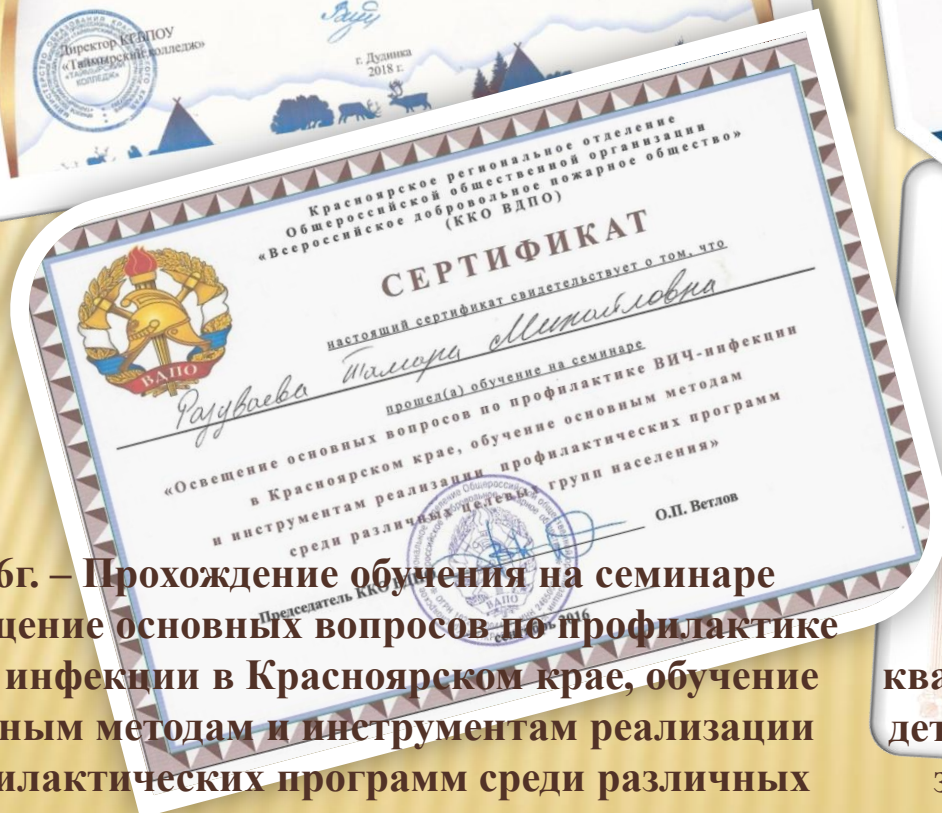 Директор КГБПОУ
«Таймырский колледж»
г. Дудинка
2018 г.
Красноярское региональное отделение
Общероссийской общественной организации
«Всероссийское добровольное пожарное общество»
(ККО ВДПО)
СЕРТИФИКАТ
настоящий сертификат свидетельствует о том, что
Разуваева Тамара Михайловна
прошел(а) обучение на семинаре
«Освещение основных вопросов по профилактике ВИЧ-инфекции
в Красноярском крае, обучение основным методам
и инструментам реализации профилактических программ
среди различных целевых групп населения»
ВДПО
О.П. Ветлов
Председатель ККО
2016
6г. – Прохождение обучения на семинаре
щение основных вопросов по профилактике
инфекции в Красноярском крае, обучение
ным методам и инструментам реализации
илактических программ среди различных
ква
дет
з